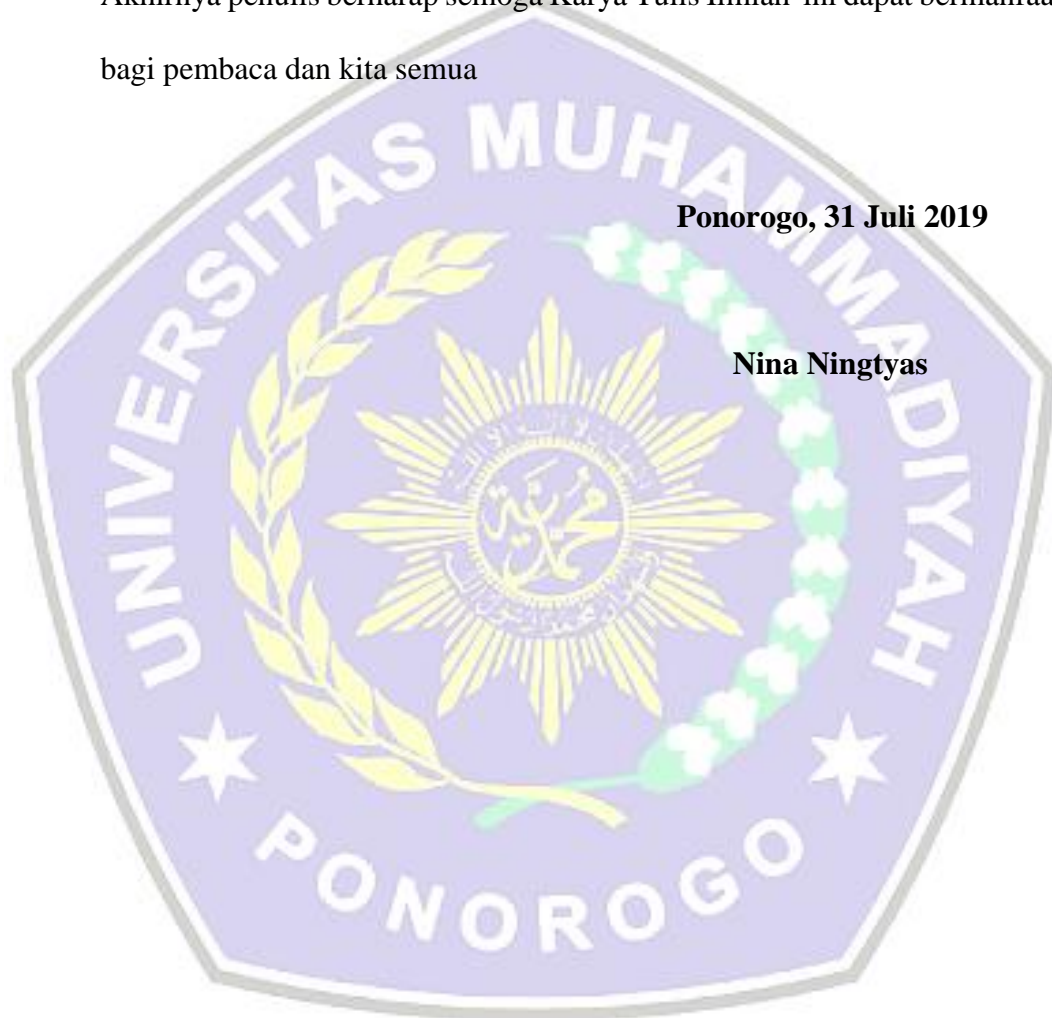 Akhirnya penulis berharap semoga Karya Tulis Ilmiah ini dapat bermanfaat
bagi pembaca dan kita semua
Ponorogo, 31 Juli 2019
Nina Ningtyas
UNIVERSITAS MUHAMMADIYAH
PONOROGO